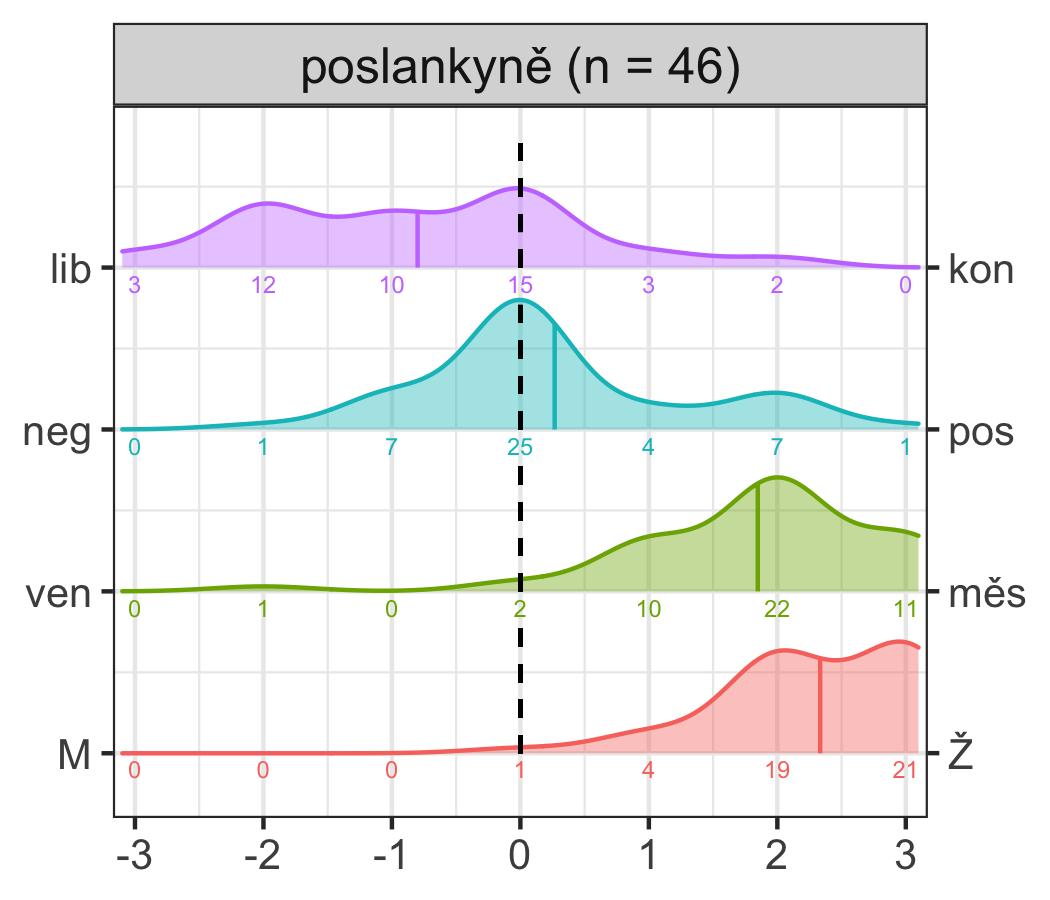 poslankyně (n = 46)
lib kon
3 12 10 15 3 2 0
neg pos
0 1 7 25 4 7 1
ven měs
0 1 0 2 10 22 11
M Ž
0 0 0 1 4 19 21
-3 -2 -1 0 1 2 3